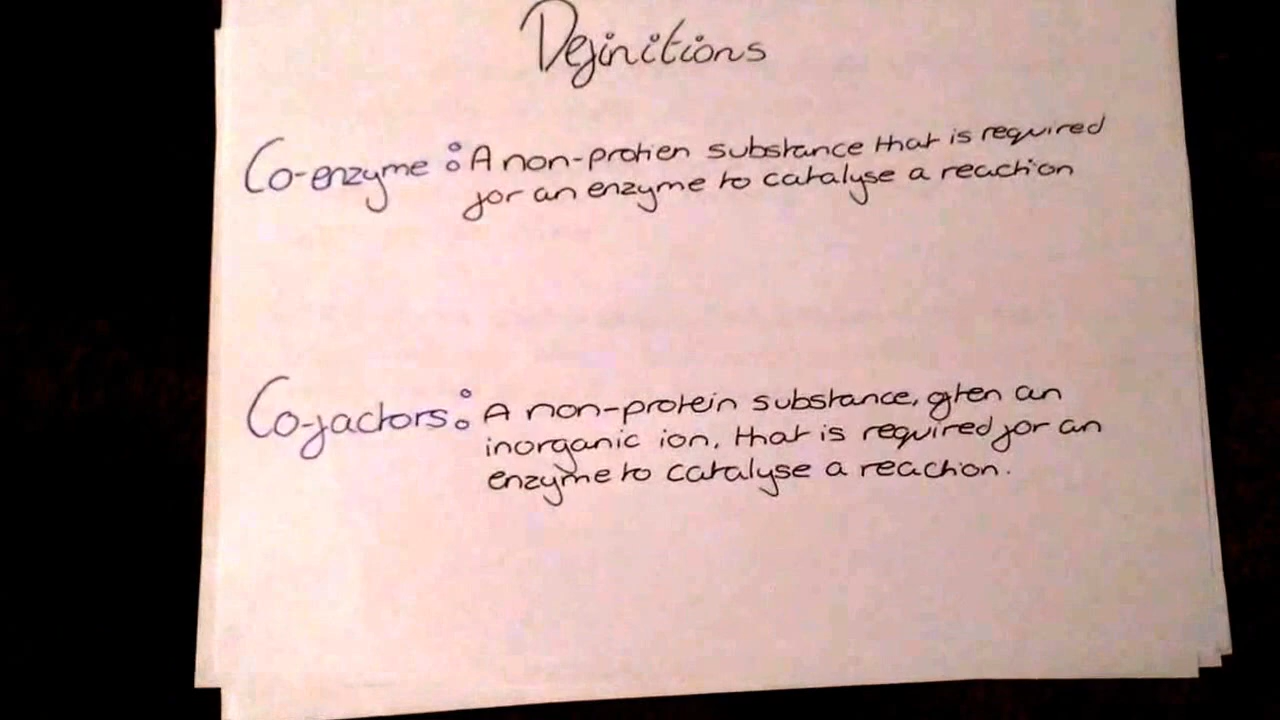 Definitions
Co-enzyme: A non-protien substance that is required
for an enzyme to catalyse a reaction
Co-factors: A non-protein substance, often an
inorganic ion, that is required for an
enzyme to catalyse a reaction.